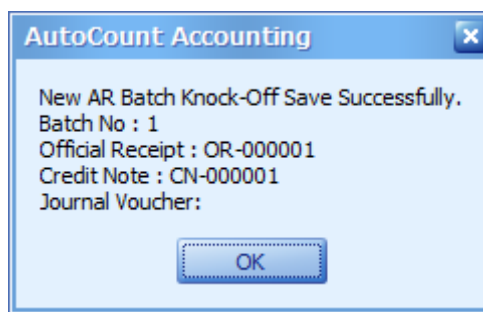 AutoCount Accounting
New AR Batch Knock-Off Save Successfully.
Batch No : 1
Official Receipt : OR-000001
Credit Note : CN-000001
Journal Voucher:
OK